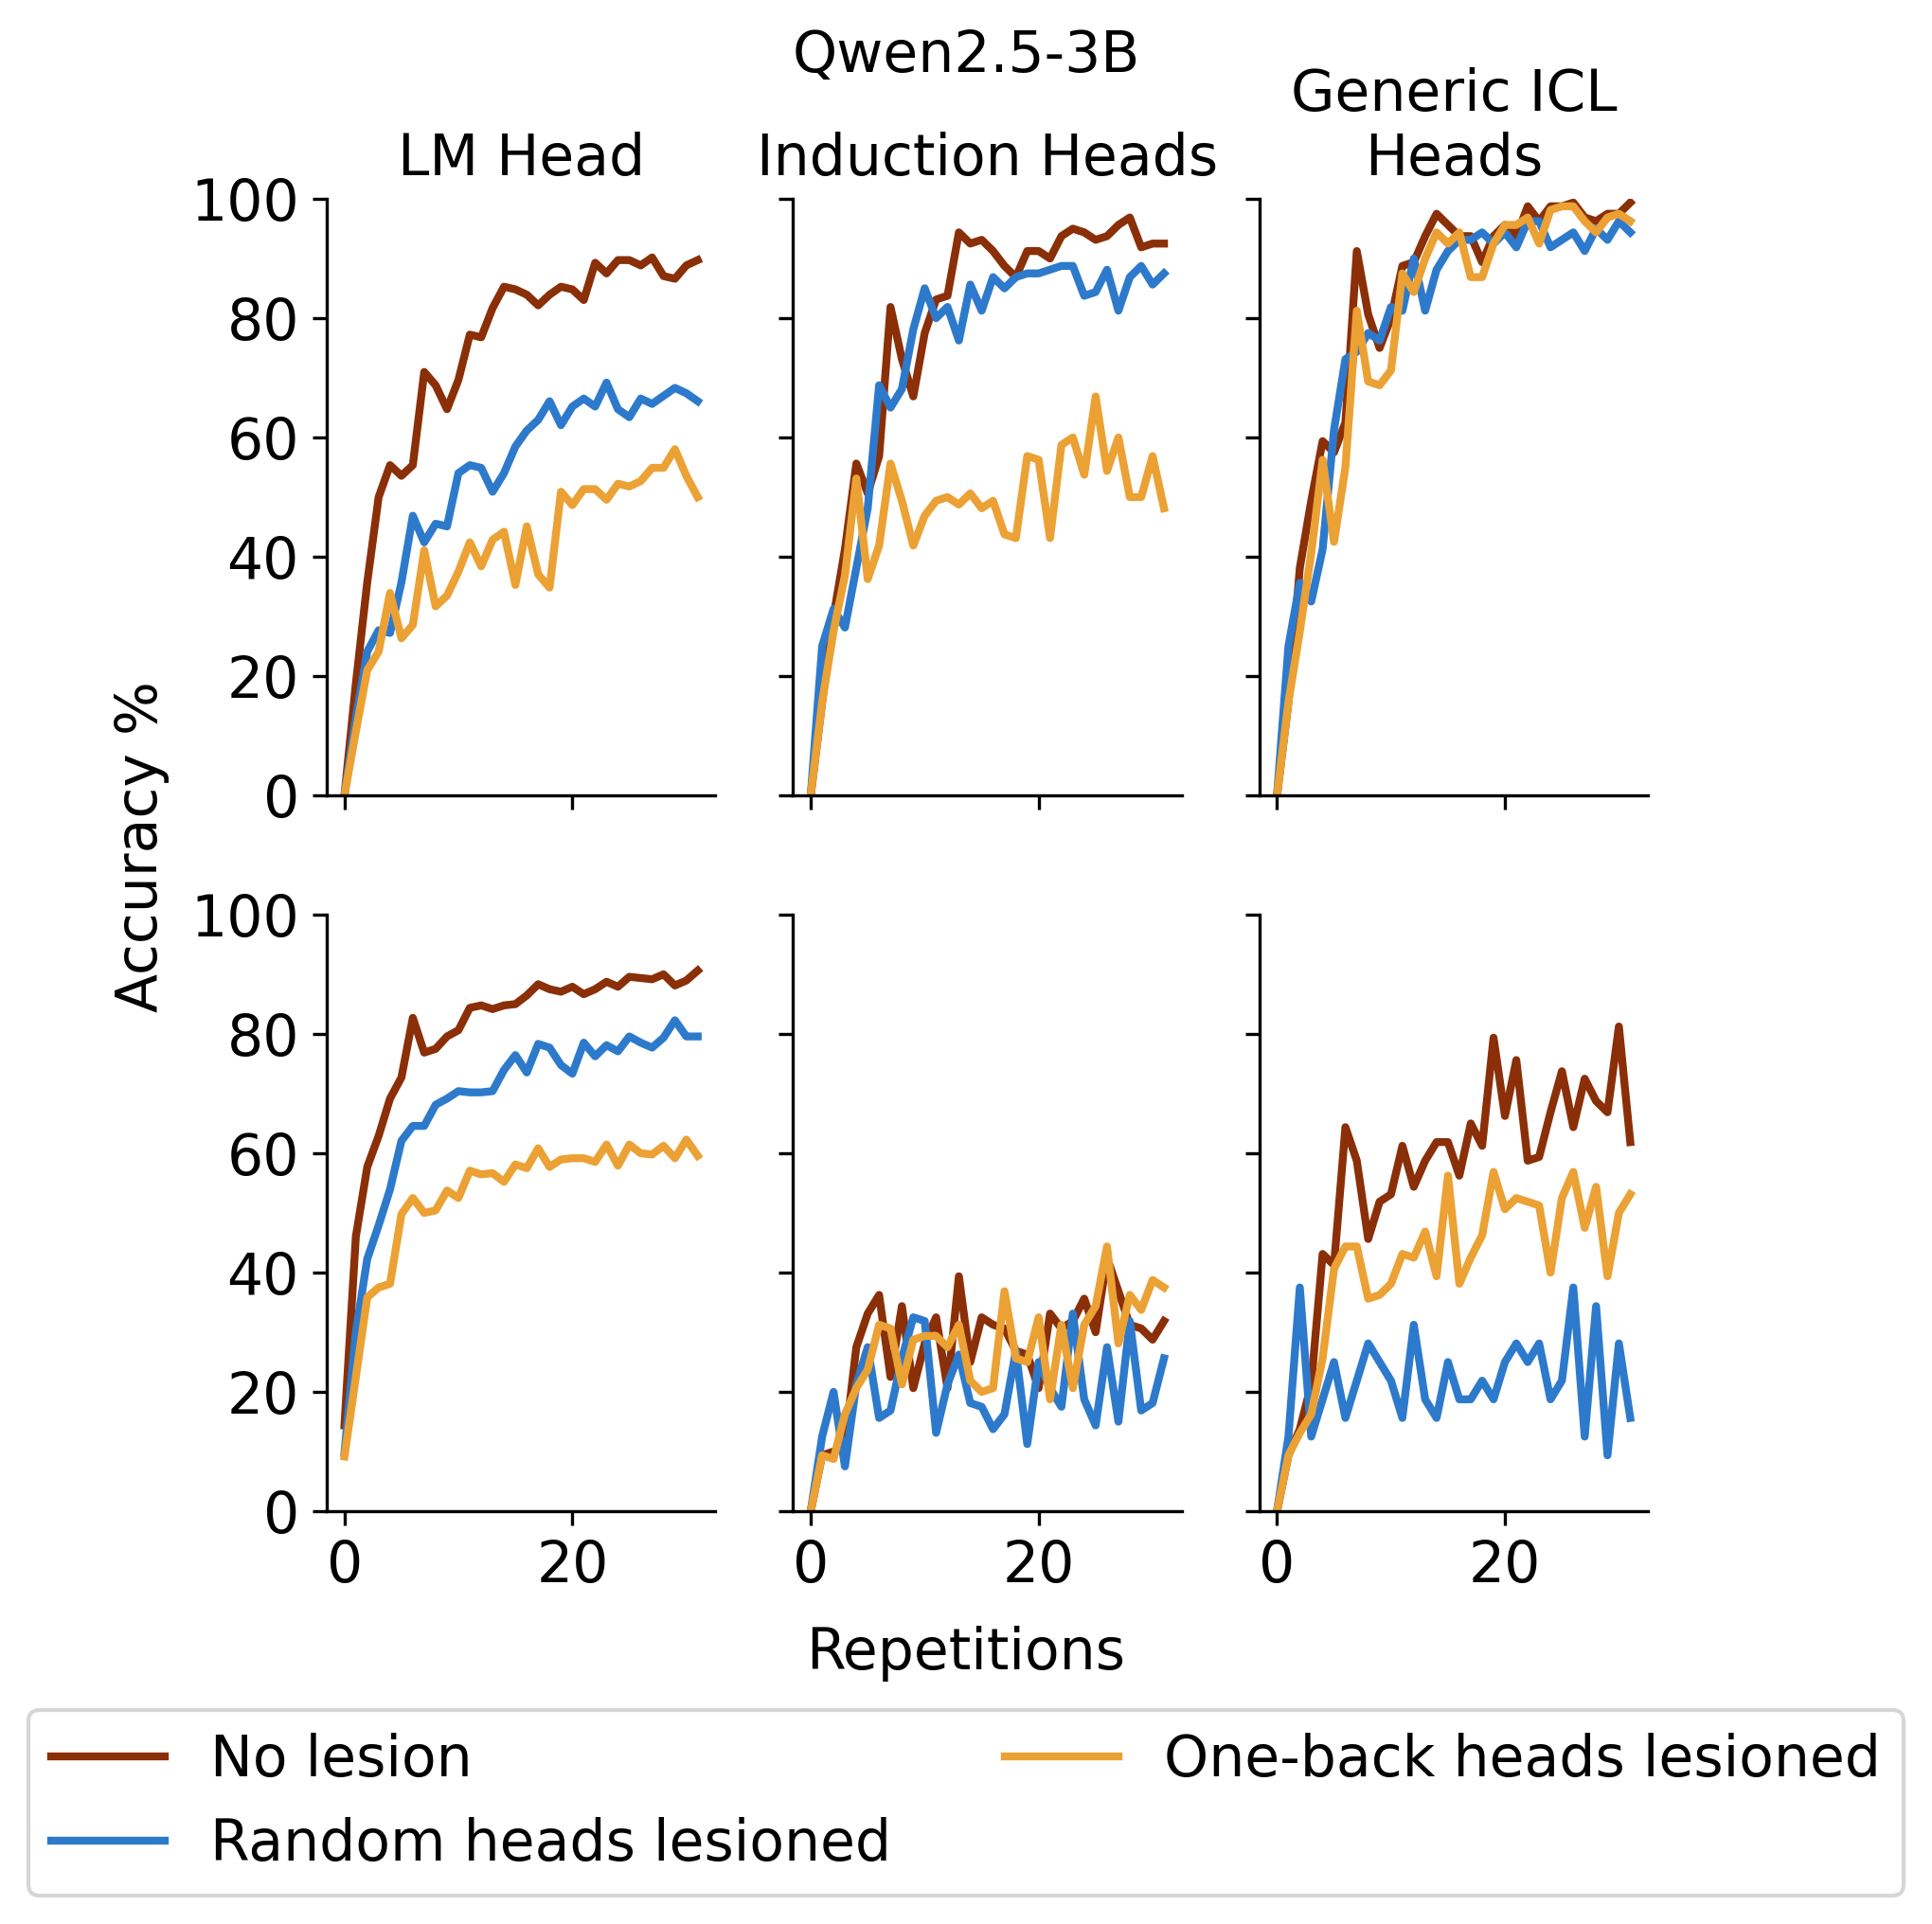 Qwen2.5-3B
LM Head
Induction Heads
Generic ICL
Heads
100
80
60
40
20
0
100
80
60
40
20
0
Accuracy %
0
20
0
20
0
20
Repetitions
No lesion
Random heads lesioned
One-back heads lesioned